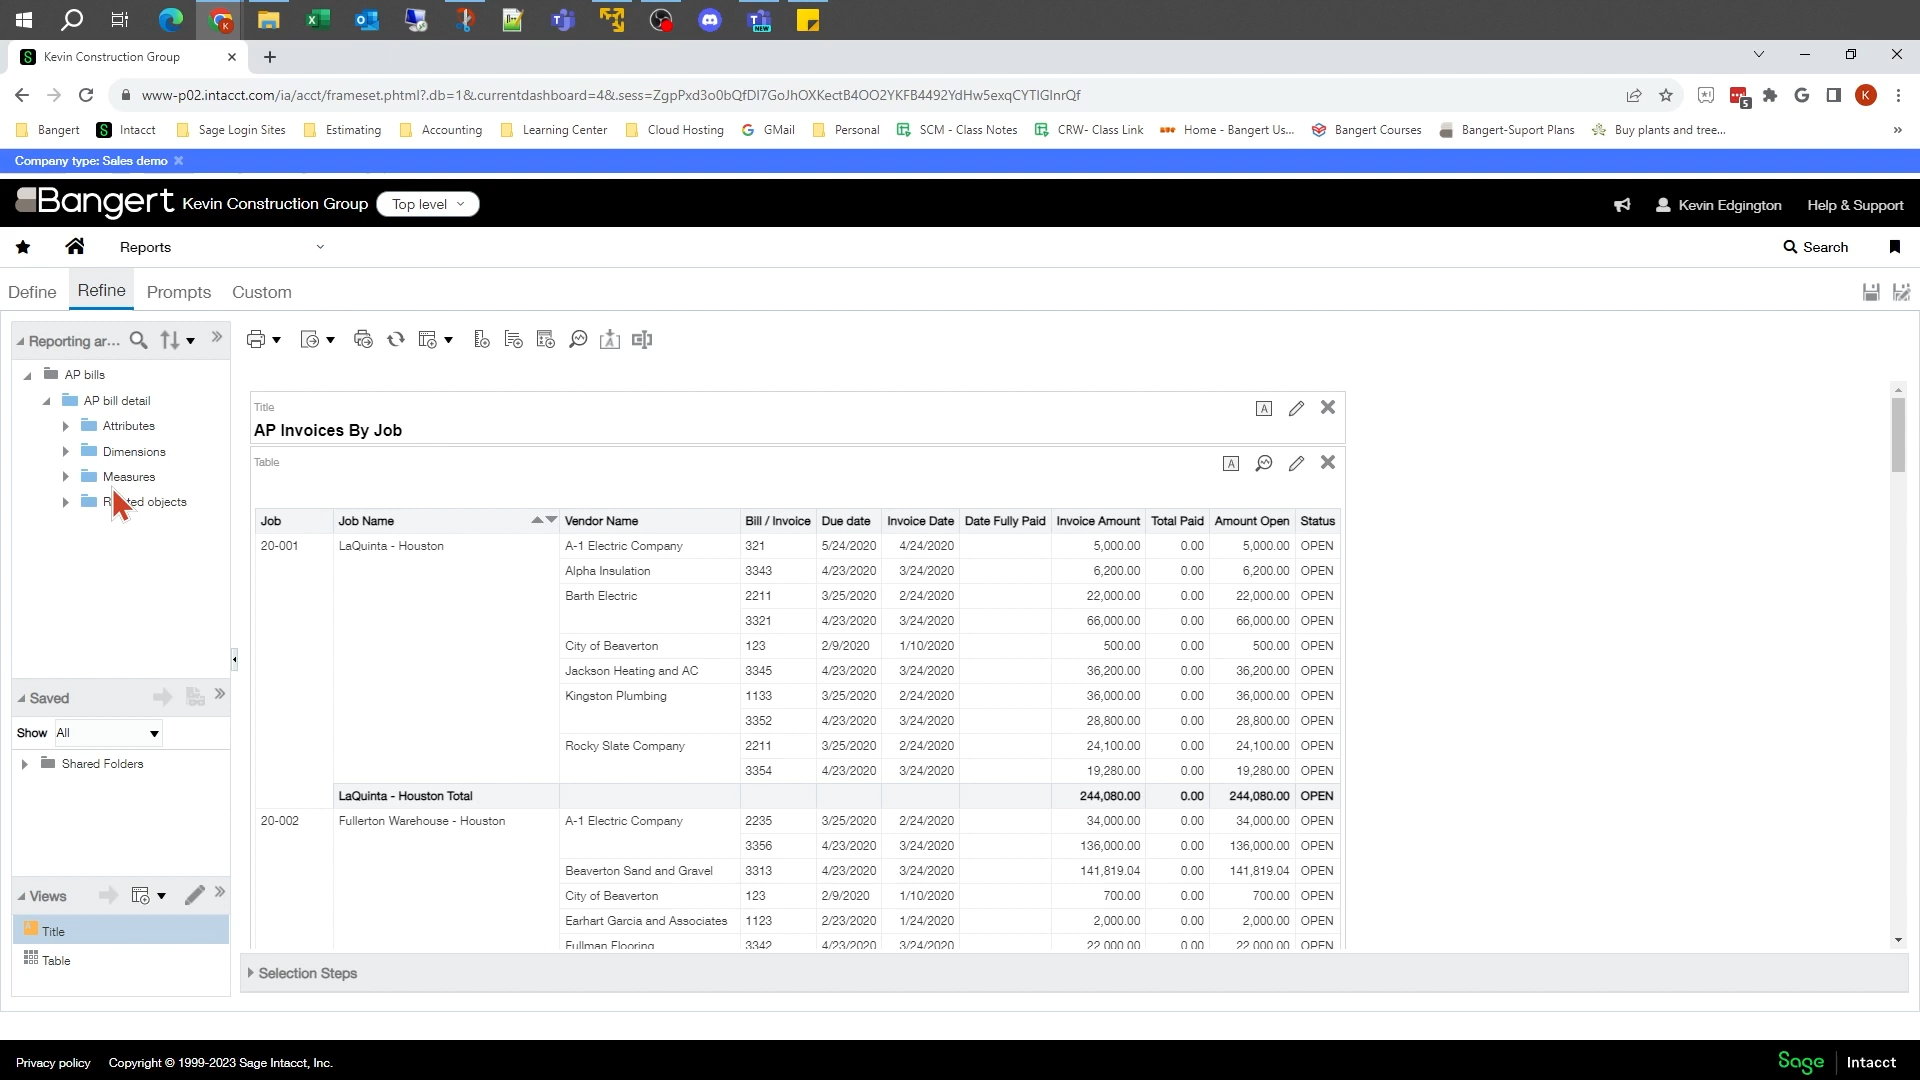 Kevin Construction Group
www-p02.intacct.com/ia/acct/frameset.phtml?.db=1&.currentdashboard=4&.sess=ZgpPxd3o0bQfDI7GoJhOXKectB4OO2YKFB4492YdHw5exqCYTIGInrQf
Bangert Intacct Sage Login Sites Estimating Accounting Learning Center Cloud Hosting GMail Personal SCM - Class Notes CRW- Class Link Home - Bangert Us... Bangert Courses Bangert-Suport Plans Buy plants and tree...
Company type: Sales demo
Bangert Kevin Construction Group Top level Kevin Edgington Help & Support
Reports Search
Define Refine Prompts Custom
Reporting ar...
AP bills
AP bill detail
Attributes
Dimensions
Measures
objects
Saved
Show All
Shared Folders
Views
Title
Table
Title
AP Invoices By Job
Table
Job Job Name Vendor Name Bill / Invoice Due date Invoice Date Date Fully Paid Invoice Amount Total Paid Amount Open Status
20-001 LaQuinta - Houston A-1 Electric Company 321 5/24/2020 4/24/2020 5,000.00 0.00 5,000.00 OPEN
Alpha Insulation 3343 4/23/2020 3/24/2020 6,200.00 0.00 6,200.00 OPEN
Barth Electric 2211 3/25/2020 2/24/2020 22,000.00 0.00 22,000.00 OPEN
3321 4/23/2020 3/24/2020 66,000.00 0.00 66,000.00 OPEN
City of Beaverton 123 2/9/2020 1/10/2020 500.00 0.00 500.00 OPEN
Jackson Heating and AC 3345 4/23/2020 3/24/2020 36,200.00 0.00 36,200.00 OPEN
Kingston Plumbing 1133 3/25/2020 2/24/2020 36,000.00 0.00 36,000.00 OPEN
3352 4/23/2020 3/24/2020 28,800.00 0.00 28,800.00 OPEN
Rocky Slate Company 2211 3/25/2020 2/24/2020 24,100.00 0.00 24,100.00 OPEN
3354 4/23/2020 3/24/2020 19,280.00 0.00 19,280.00 OPEN
LaQuinta - Houston Total 244,080.00 0.00 244,080.00 OPEN
20-002 Fullerton Warehouse - Houston A-1 Electric Company 2235 3/25/2020 2/24/2020 34,000.00 0.00 34,000.00 OPEN
3356 4/23/2020 3/24/2020 136,000.00 0.00 136,000.00 OPEN
Beaverton Sand and Gravel 3313 4/23/2020 3/24/2020 141,819.04 0.00 141,819.04 OPEN
City of Beaverton 123 2/9/2020 1/10/2020 700.00 0.00 700.00 OPEN
Earhart Garcia and Associates 1123 2/23/2020 1/24/2020 2,000.00 0.00 2,000.00 OPEN
Fullman Flooring 3342 4/23/2020 3/24/2020 22,000.00 0.00 22,000.00 OPEN
Selection Steps
Privacy policy Copyright © 1999-2023 Sage Intacct, Inc.
Sage Intacct